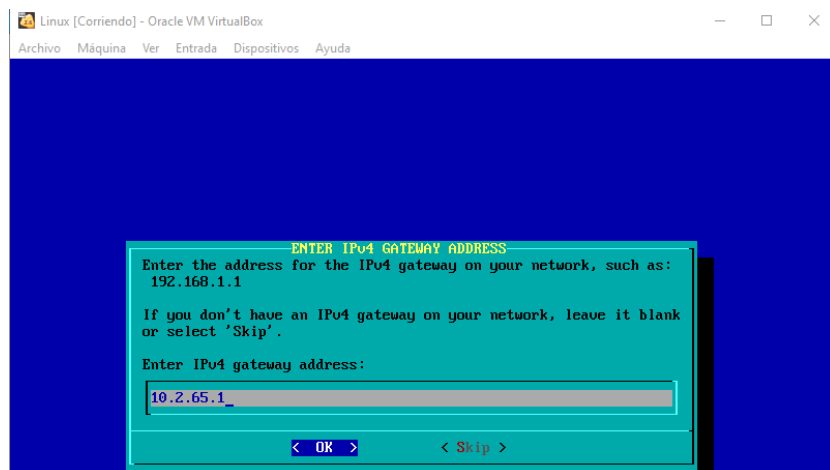 Linux [Corriendo] - Oracle VM VirtualBox
Archivo Máquina Ver Entrada Dispositivos Ayuda
ENTER IPv4 GATEWAY ADDRESS
Enter the address for the IPv4 gateway on your network, such as:
192.168.1.1
If you don't have an IPv4 gateway on your network, leave it blank
or select 'Skip'.
Enter IPv4 gateway address:
10.2.65.1_
< OK > < Skip >